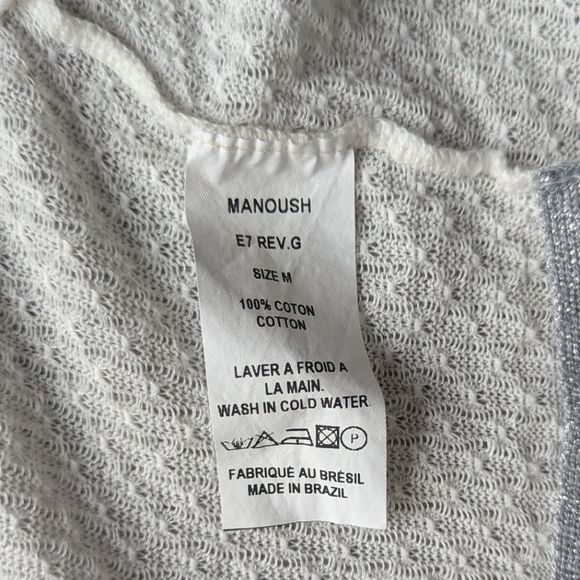 MANOUSH
E7 REV.G
SIZE M
100% COTON
COTTON
LAVER A FROID A
LA MAIN.
WASH IN COLD WATER.
P
FABRIQUÉ AU BRÉSIL
MADE IN BRAZIL